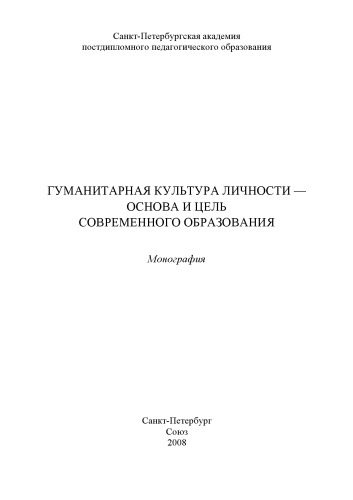 Санкт-Петербургская академия
постдипломного педагогического образования
ГУМАНИТАРНАЯ КУЛЬТУРА ЛИЧНОСТИ —
ОСНОВА И ЦЕЛЬ
СОВРЕМЕННОГО ОБРАЗОВАНИЯ
Монография
Санкт-Петербург
Союз
2008